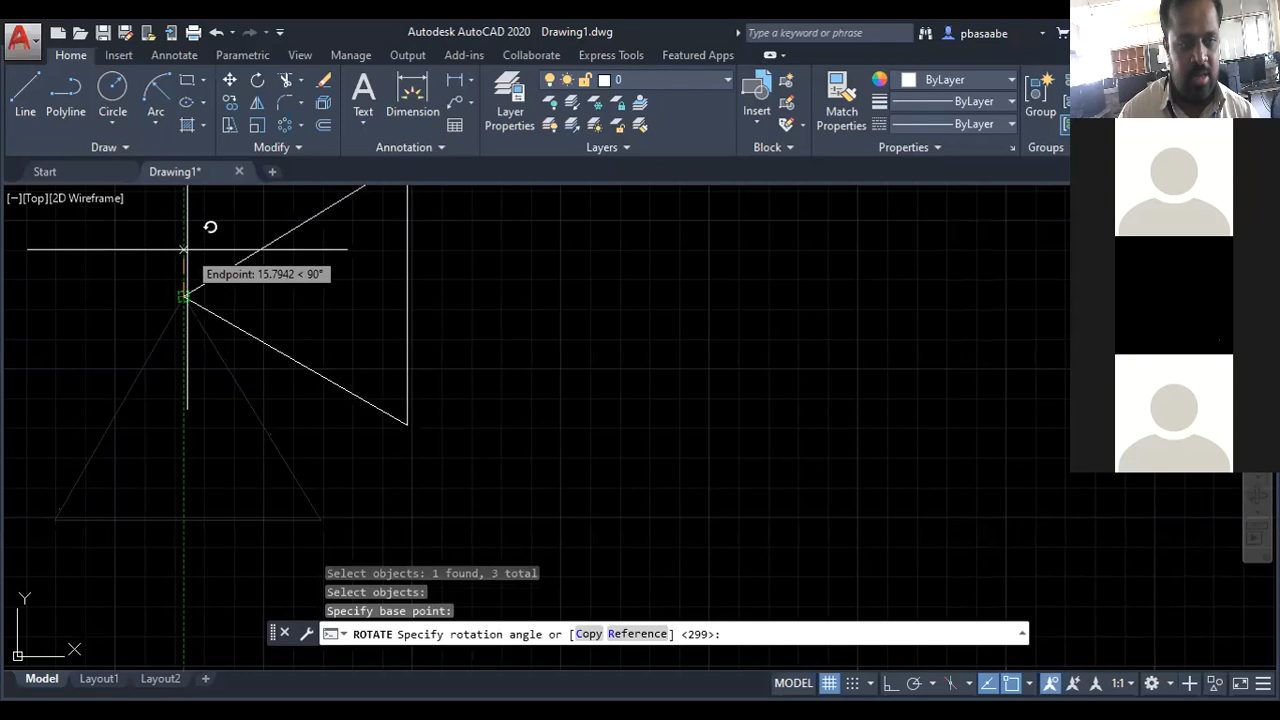 Autodesk AutoCAD 2020 Drawing1.dwg
Type a keyword or phrase
pbasaabe
Home Insert Annotate Parametric View Manage Output Add-ins Collaborate Express Tools Featured Apps
0
ByLayer
Line Polyline Circle Arc Text Dimension Layer Properties Insert Match Properties Group
ByLayer
ByLayer
Draw Modify Annotation Layers Block Properties Groups
Start Drawing1*
[−][Top][2D Wireframe]
Endpoint: 15.7942 < 90°
Select objects: 1 found, 3 total
Select objects:
Specify base point:
ROTATE Specify rotation angle or [Copy Reference] <299>:
Y
X
Model Layout1 Layout2 +
MODEL 1:1